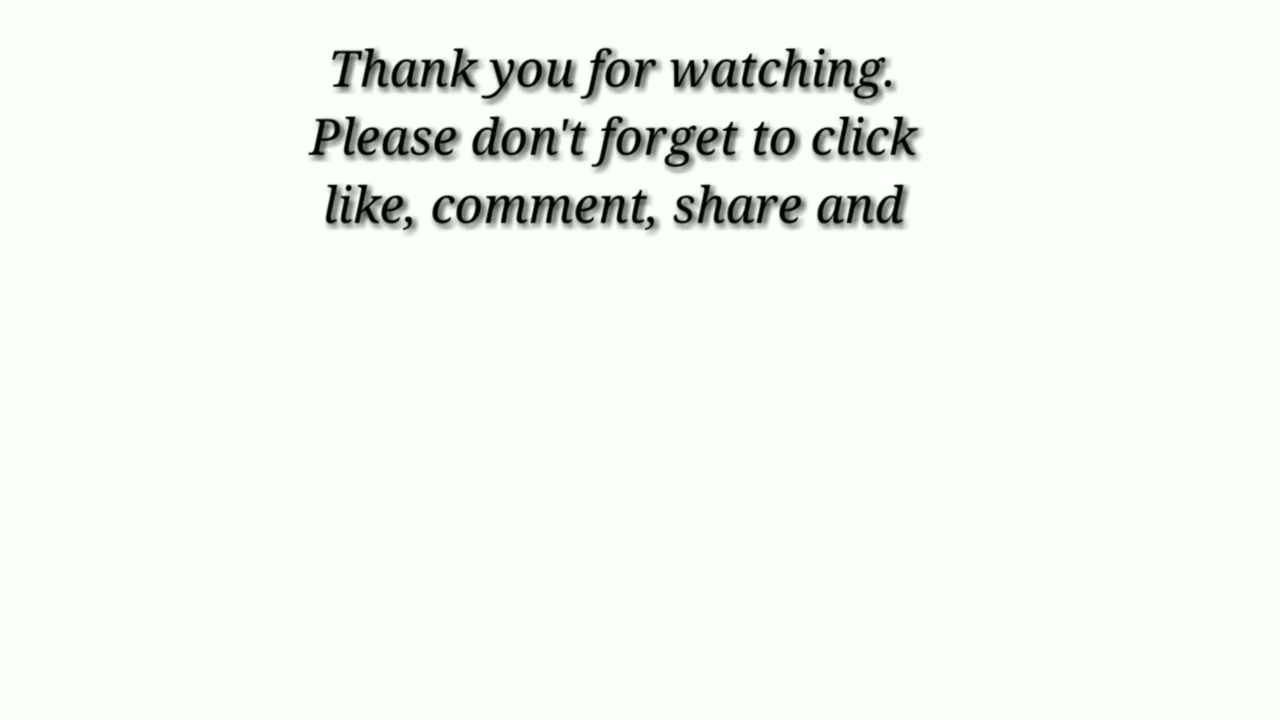 Thank you for watching.
Please don't forget to click
like, comment, share and